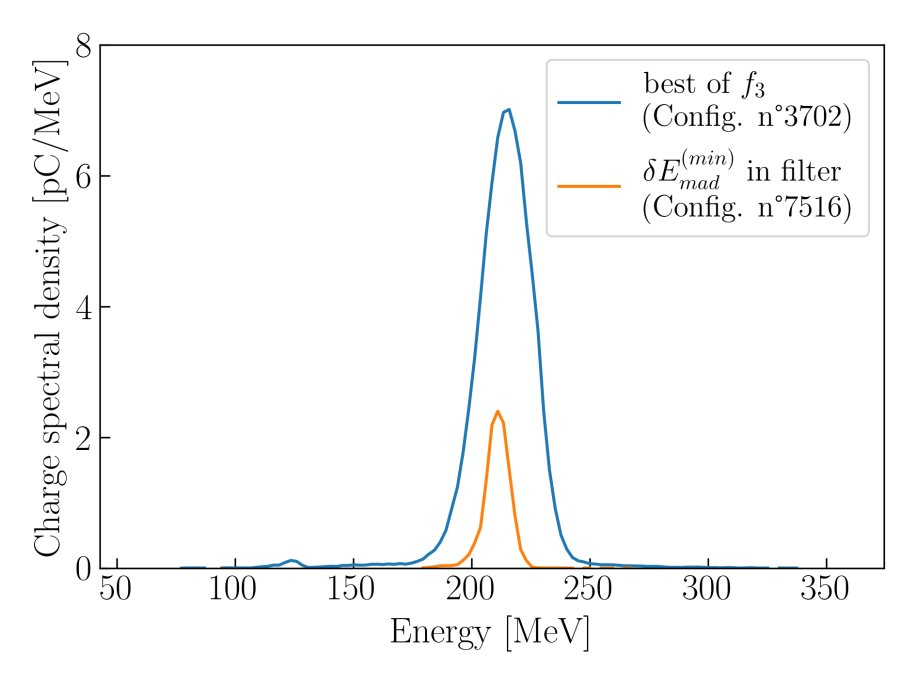 Charge spectral density [pC/MeV]
8
6
4
2
0
best of f₃
(Config. n°3702)
δE_{mad}^{(min)} in filter
(Config. n°7516)
50 100 150 200 250 300 350
Energy [MeV]